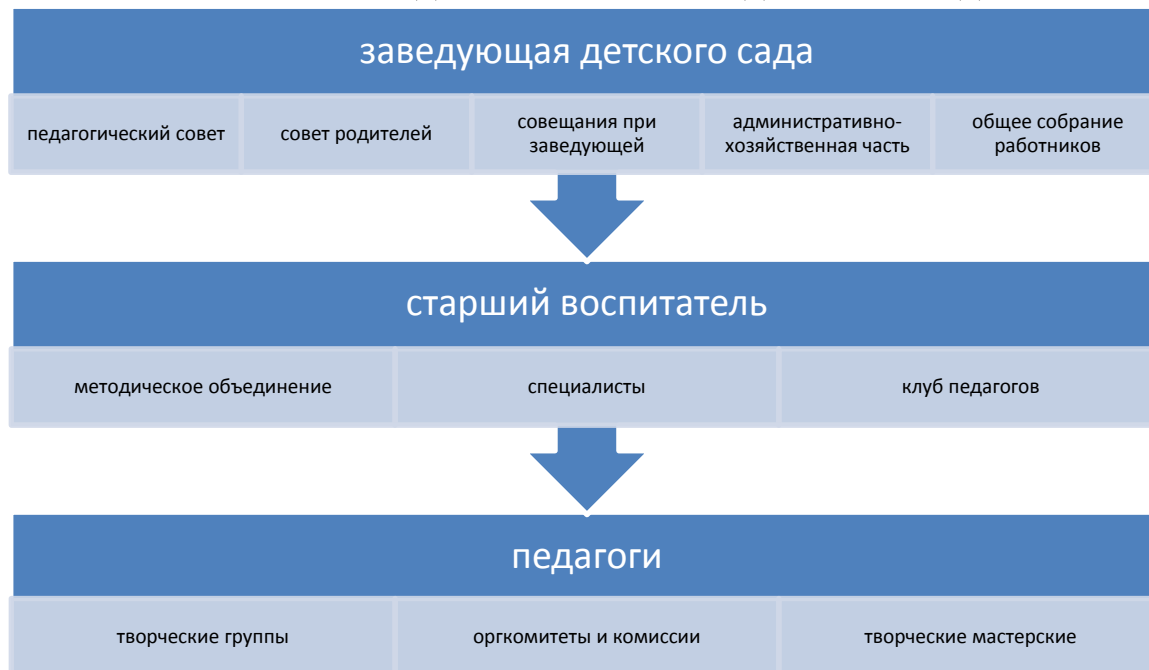 заведующая детского сада
педагогический совет
совет родителей
совещания при
заведующей
административно-
хозяйственная часть
общее собрание
работников
старший воспитатель
методическое объединение
специалисты
клуб педагогов
педагоги
творческие группы
оргкомитеты и комиссии
творческие мастерские